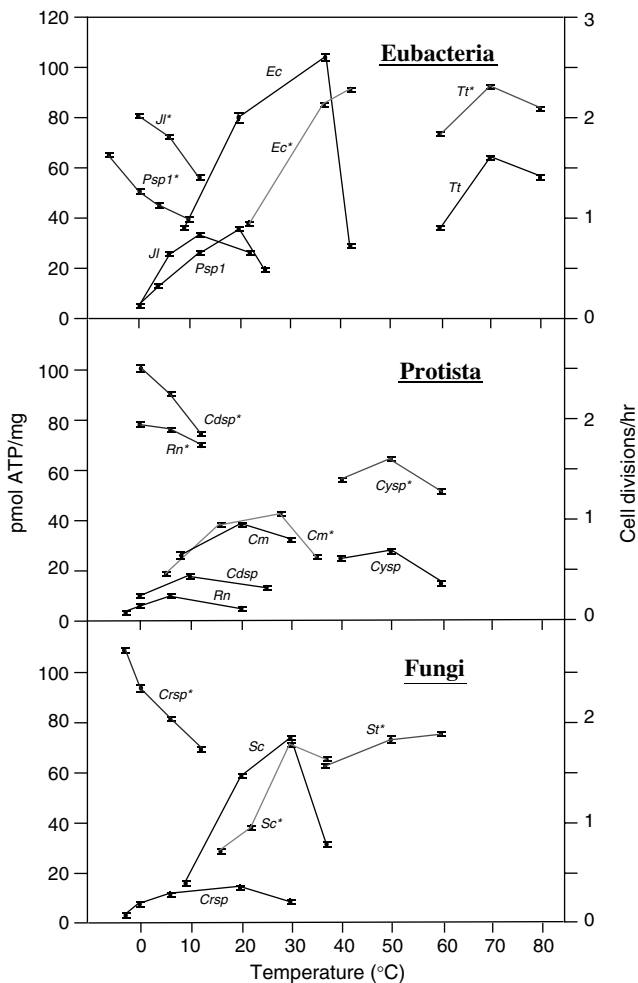 120
100
80
60
40
20
0
3
2
1
0
Eubacteria
Ec
Jl*
Tt*
Ec*
Psp1*
Tt
Jl
Psp1
pmol ATP/mg
Cell divisions/hr
100
80
60
40
20
0
2
1
0
Protista
Cdsp*
Rn*
Cysp*
Cm
Cm*
Cysp
Cdsp
Rn
100
80
60
40
20
0
2
1
0
Fungi
Crsp*
Sc
St*
Sc*
Crsp
0 10 20 30 40 50 60 70 80
Temperature (°C)